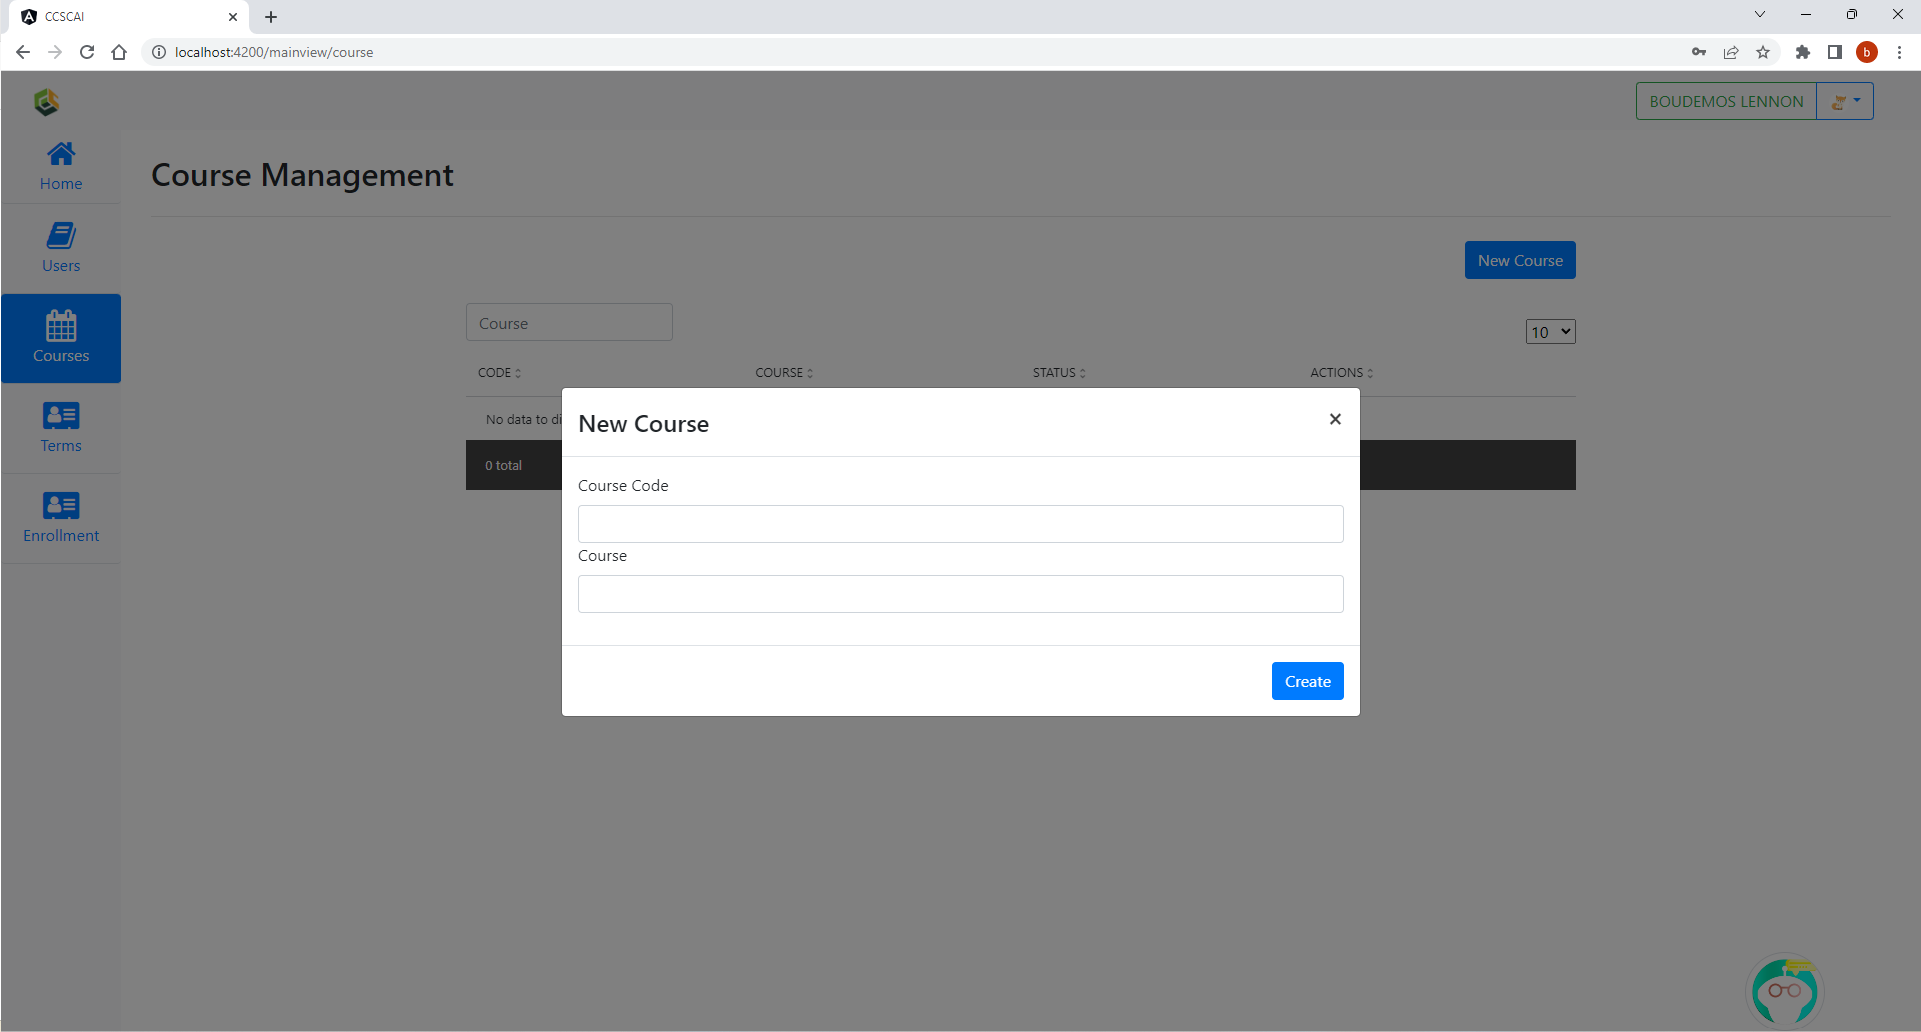 CCSCAI
localhost:4200/mainview/course
b
BOUDEMOS LENNON
Home
Users
Courses
Terms
Enrollment
Course Management
New Course
Course
10
CODE COURSE STATUS ACTIONS
No data to di
0 total
New Course
×
Course Code
Course
Create